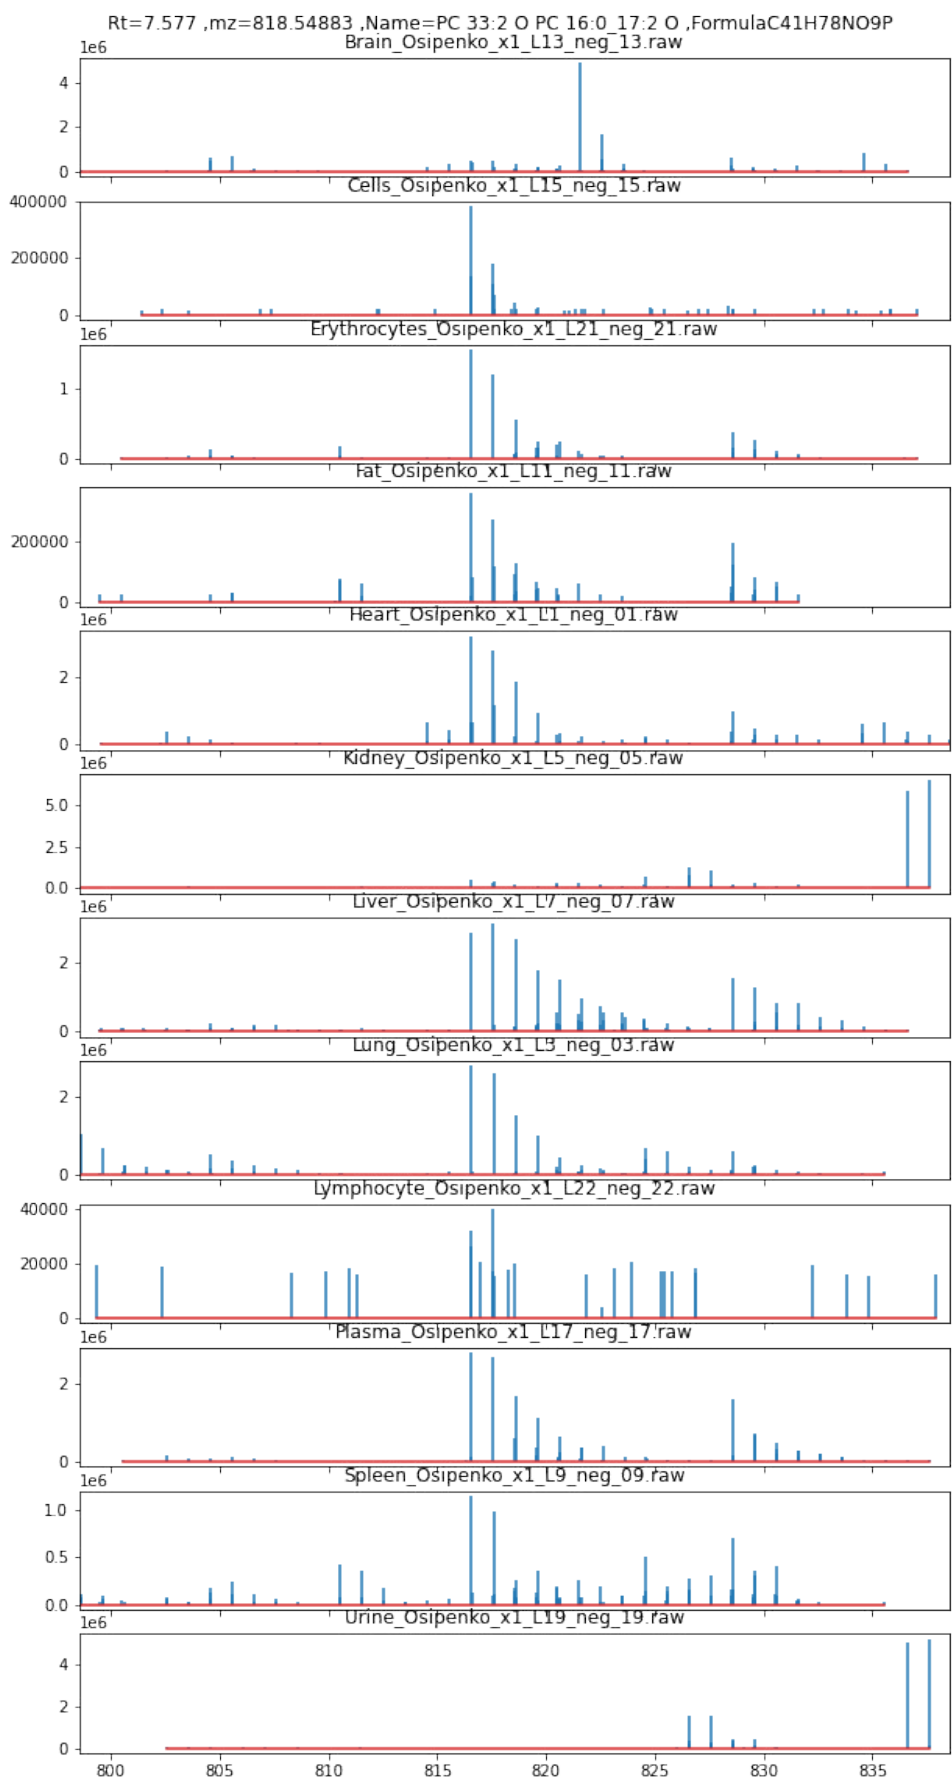 Rt=7.577 ,mz=818.54883 ,Name=PC 33:2 O PC 16:0_17:2 O ,FormulaC41H78NO9P
Brain_Osipenko_x1_L13_neg_13.raw
1e6
4
2
0
Cells_Osipenko_x1_L15_neg_15.raw
400000
200000
0
Erythrocytes_Osipenko_x1_L21_neg_21.raw
1e6
1
0
Fat_Osipenko_x1_L11_neg_11.raw
200000
0
Heart_Osipenko_x1_L1_neg_01.raw
1e6
2
0
Kidney_Osipenko_x1_L5_neg_05.raw
1e6
5.0
2.5
0.0
Liver_Osipenko_x1_L7_neg_07.raw
1e6
2
0
Lung_Osipenko_x1_L3_neg_03.raw
1e6
2
0
Lymphocyte_Osipenko_x1_L22_neg_22.raw
40000
20000
0
Plasma_Osipenko_x1_L17_neg_17.raw
1e6
2
0
Spleen_Osipenko_x1_L9_neg_09.raw
1e6
1.0
0.5
0.0
Urine_Osipenko_x1_L19_neg_19.raw
1e6
4
2
0
800 805 810 815 820 825 830 835